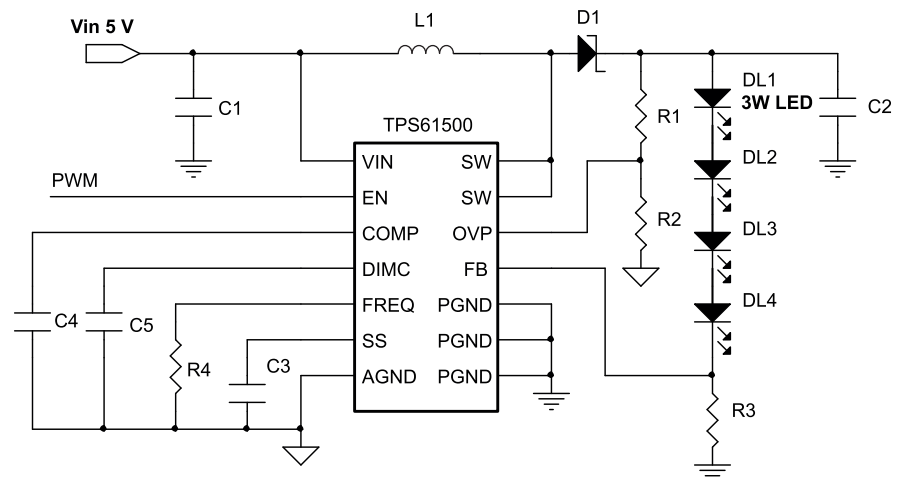 Vin 5 V
L1
D1
C1
TPS61500
R1
DL1
3W LED
C2
VIN
SW
DL2
PWM
EN
SW
R2
COMP
OVP
DL3
DIMC
FB
C4
C5
FREQ
PGND
DL4
R4
C3
SS
PGND
AGND
PGND
R3